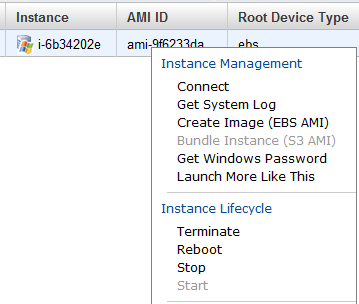 Instance AMI ID Root Device Type
i-6b34202e ami-9f6233da ebs
Instance Management
Connect
Get System Log
Create Image (EBS AMI)
Bundle Instance (S3 AMI)
Get Windows Password
Launch More Like This
Instance Lifecycle
Terminate
Reboot
Stop
Start